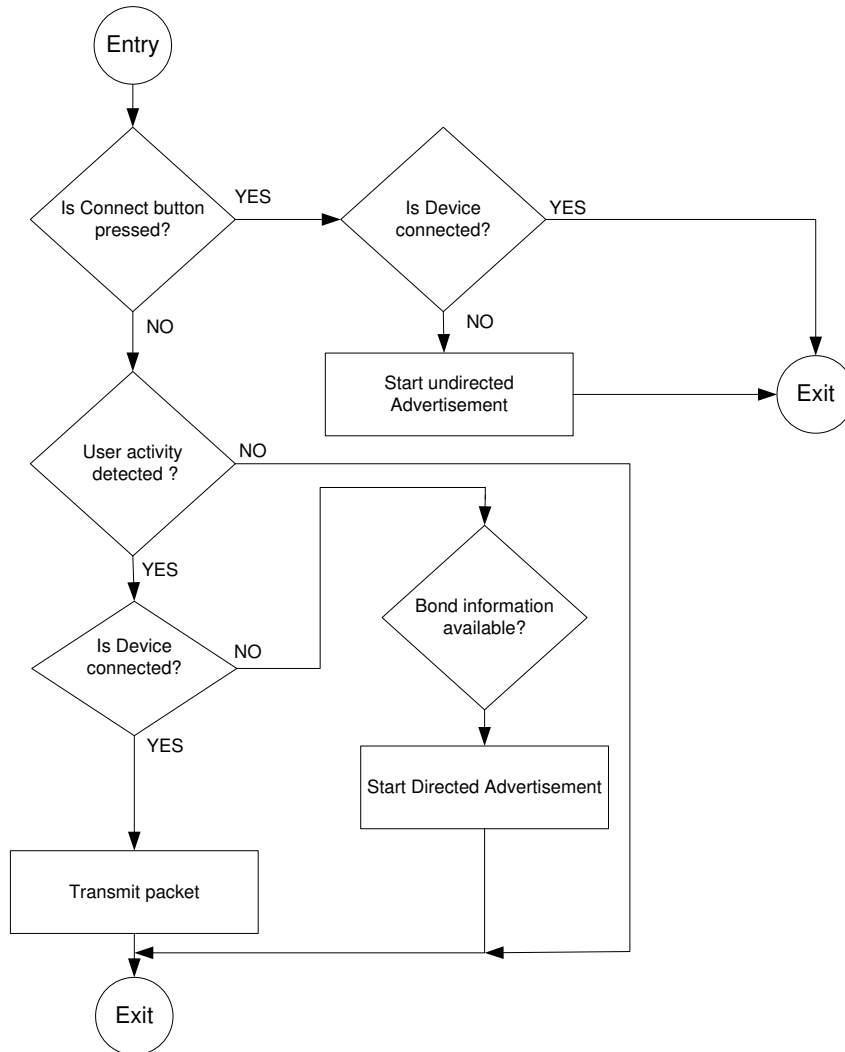 Entry
Is Connect button
pressed?
YES
Is Device
connected?
YES
NO
NO
Start undirected
Advertisement
Exit
User activity
detected ?
NO
YES
Bond information
available?
Is Device
connected?
NO
YES
Start Directed Advertisement
Transmit packet
Exit